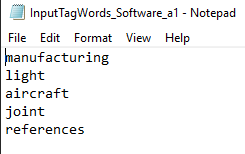 InputTagWords_Software_a1 - Notepad
File Edit Format View Help
manufacturing
light
aircraft
joint
references